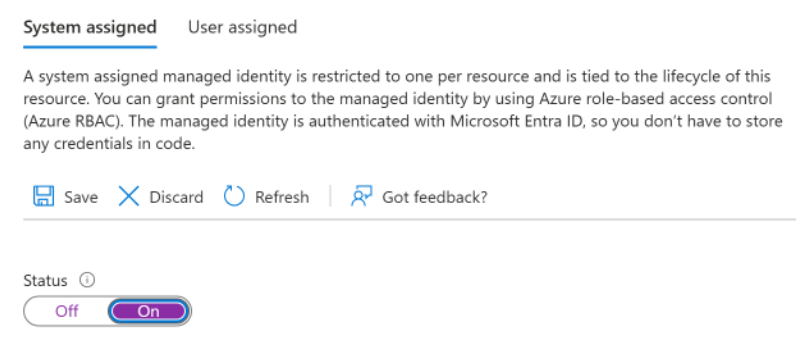 System assigned User assigned
A system assigned managed identity is restricted to one per resource and is tied to the lifecycle of this
resource. You can grant permissions to the managed identity by using Azure role-based access control
(Azure RBAC). The managed identity is authenticated with Microsoft Entra ID, so you don’t have to store
any credentials in code.
Save Discard Refresh Got feedback?
Status
Off On